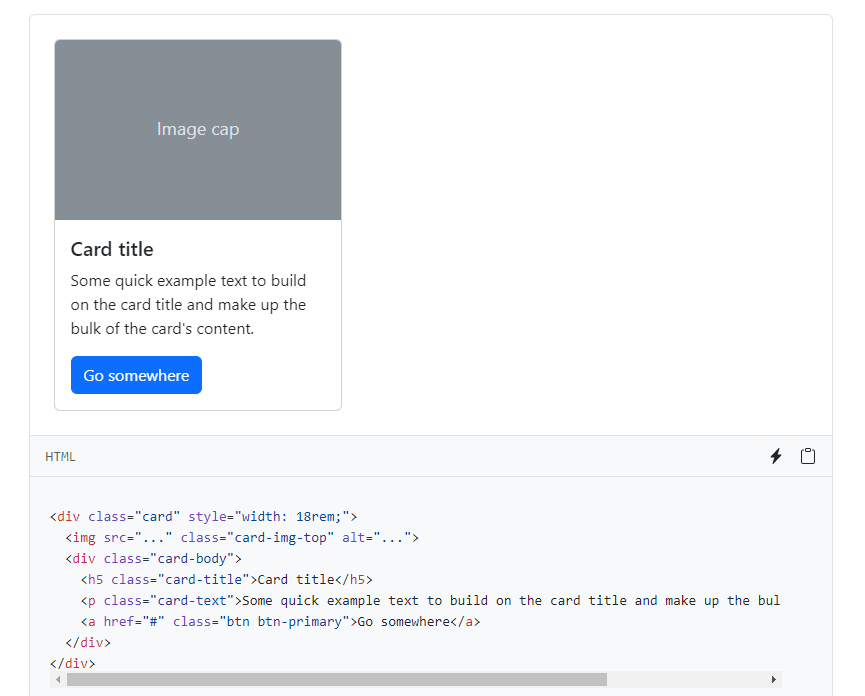 Image cap
Card title
Some quick example text to build
on the card title and make up the
bulk of the card's content.
Go somewhere
HTML
<div class="card" style="width: 18rem;">
  <img src="..." class="card-img-top" alt="...">
  <div class="card-body">
    <h5 class="card-title">Card title</h5>
    <p class="card-text">Some quick example text to build on the card title and make up the bul
    <a href="#" class="btn btn-primary">Go somewhere</a>
  </div>
</div>